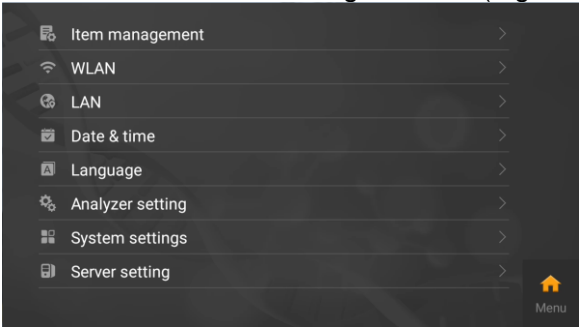 Item management
WLAN
LAN
Date & time
Language
Analyzer setting
System settings
Server setting
Menu